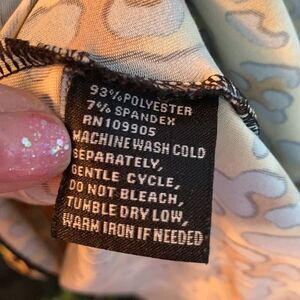 93% POLYESTER
7% SPANDEX
RN109905
MACHINE WASH COLD
SEPARATELY,
GENTLE CYCLE,
DO NOT BLEACH,
TUMBLE DRY LOW,
WARM IRON IF NEEDED